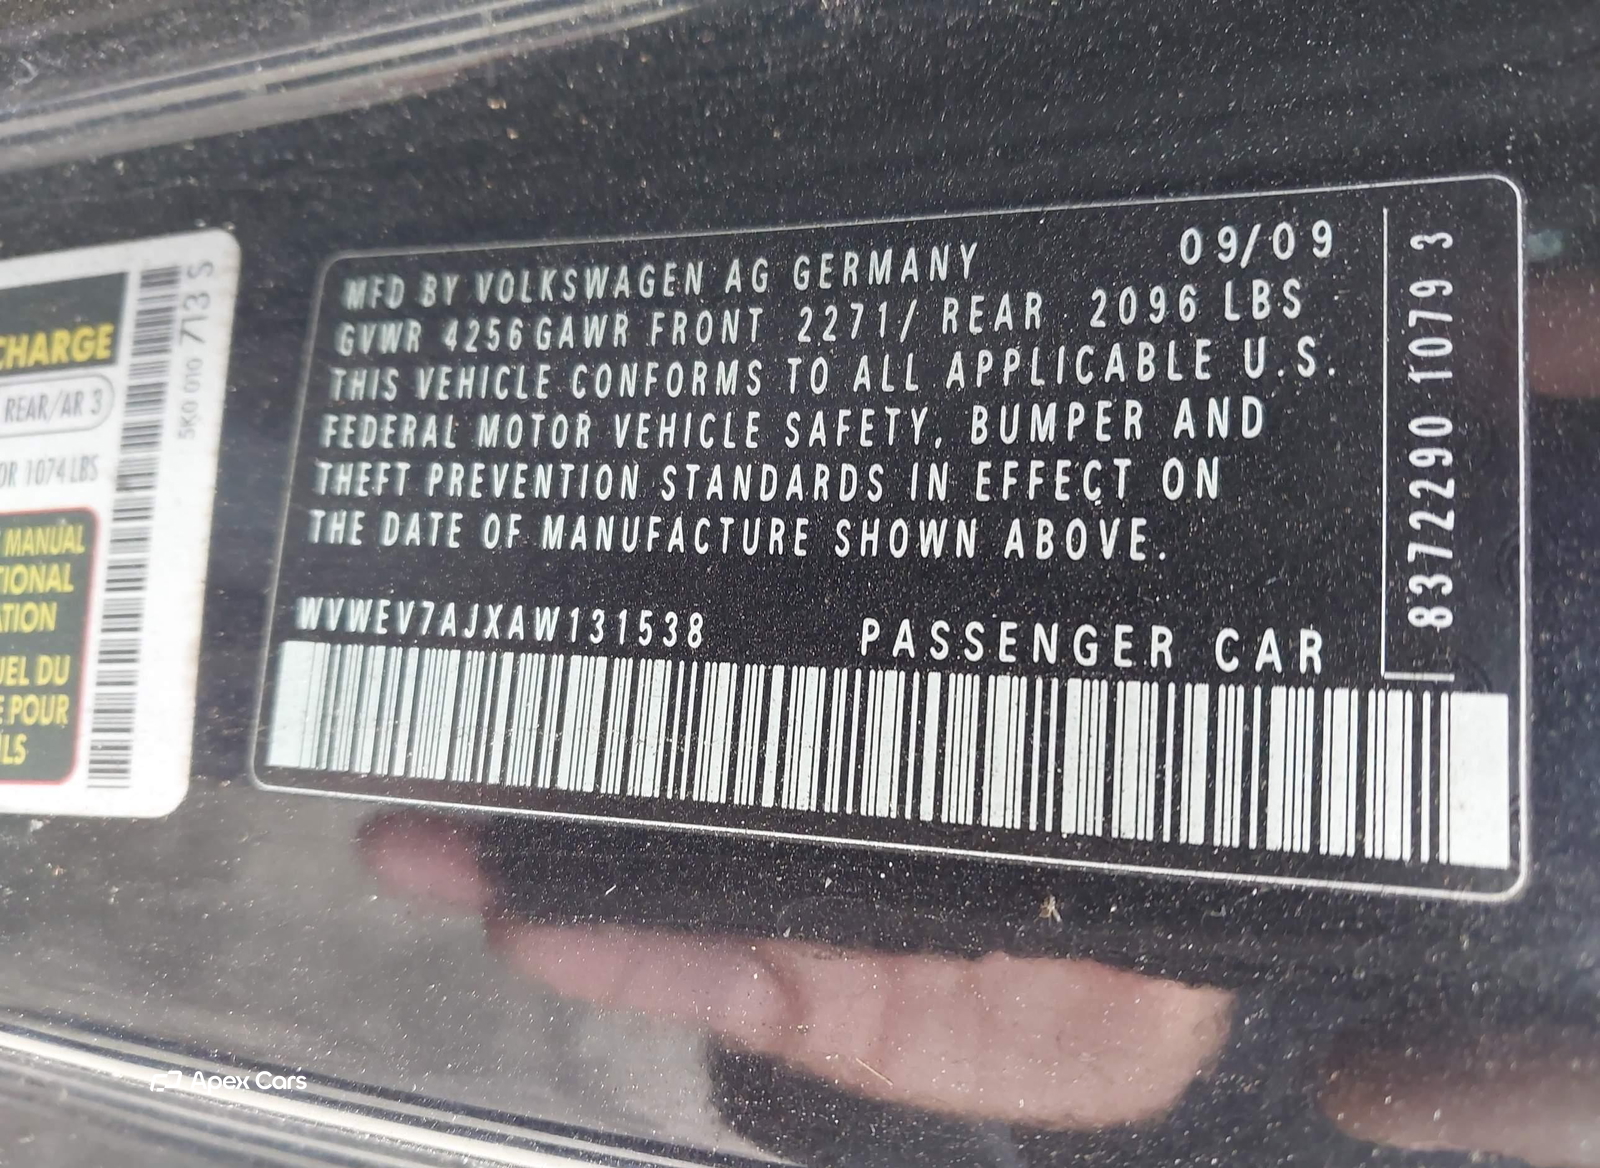 CHARGE
REAR/AR 3
OR 1074 LBS
MANUAL
TIONAL
ATION
UEL DU
E POUR
ILS
5K0 010 713 S
MFD BY VOLKSWAGEN AG GERMANY 09/09
GVWR 4256 GAWR FRONT 2271/ REAR 2096 LBS
THIS VEHICLE CONFORMS TO ALL APPLICABLE U.S.
FEDERAL MOTOR VEHICLE SAFETY, BUMPER AND
THEFT PREVENTION STANDARDS IN EFFECT ON
THE DATE OF MANUFACTURE SHOWN ABOVE.
WVWEV7AJXAW131538 PASSENGER CAR
8372290 1079 3
Apex Cars